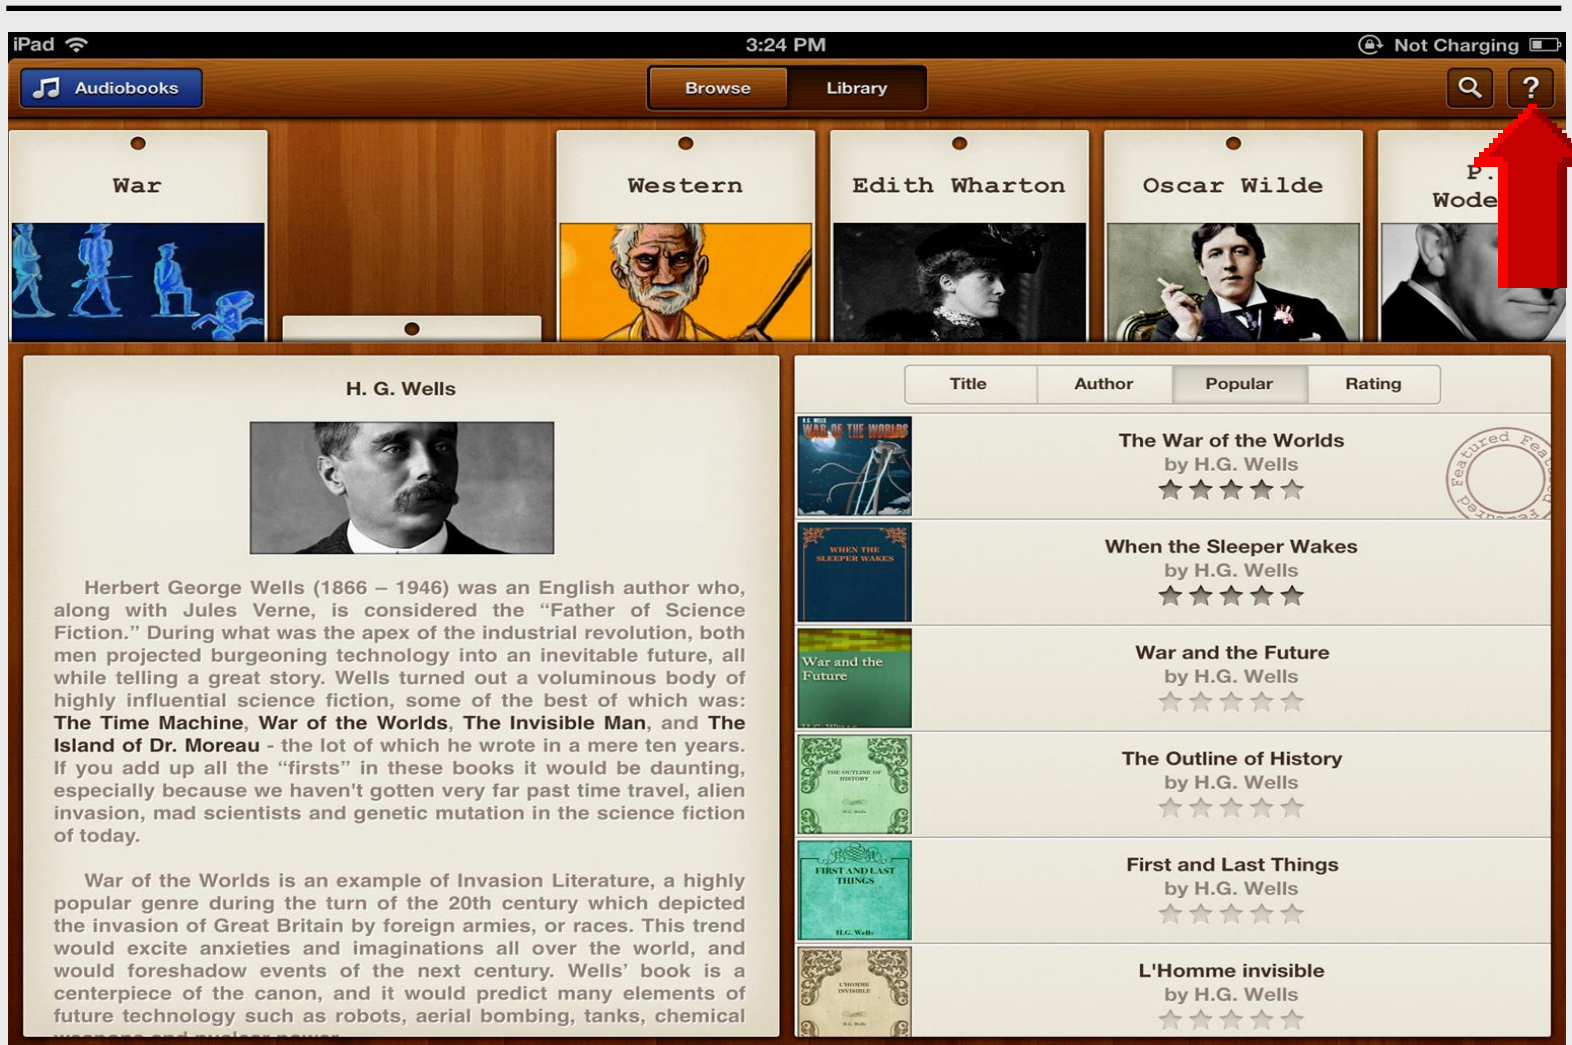 iPad 3:24 PM Not Charging
Audiobooks Browse Library ?
War Western Edith Wharton Oscar Wilde P.
Wode
H. G. Wells
Herbert George Wells (1866 – 1946) was an English author who,
along with Jules Verne, is considered the “Father of Science
Fiction.” During what was the apex of the industrial revolution, both
men projected burgeoning technology into an inevitable future, all
while telling a great story. Wells turned out a voluminous body of
highly influential science fiction, some of the best of which was:
The Time Machine, War of the Worlds, The Invisible Man, and The
Island of Dr. Moreau - the lot of which he wrote in a mere ten years.
If you add up all the “firsts” in these books it would be daunting,
especially because we haven't gotten very far past time travel, alien
invasion, mad scientists and genetic mutation in the science fiction
of today.
War of the Worlds is an example of Invasion Literature, a highly
popular genre during the turn of the 20th century which depicted
the invasion of Great Britain by foreign armies, or races. This trend
would excite anxieties and imaginations all over the world, and
would foreshadow events of the next century. Wells’ book is a
centerpiece of the canon, and it would predict many elements of
future technology such as robots, aerial bombing, tanks, chemical
weapons and nuclear power.
Title Author Popular Rating
H.G. WELLS
WAR OF THE WORLDS
The War of the Worlds
by H.G. Wells
Featured Featured Featured Featured
WHEN THE
SLEEPER WAKES
When the Sleeper Wakes
by H.G. Wells
War and the
Future
H.G. Wells
War and the Future
by H.G. Wells
THE OUTLINE OF
HISTORY
H.G. Wells
The Outline of History
by H.G. Wells
FIRST AND LAST
THINGS
H.G. Wells
First and Last Things
by H.G. Wells
L'HOMME
INVISIBLE
H.G. Wells
L'Homme invisible
by H.G. Wells